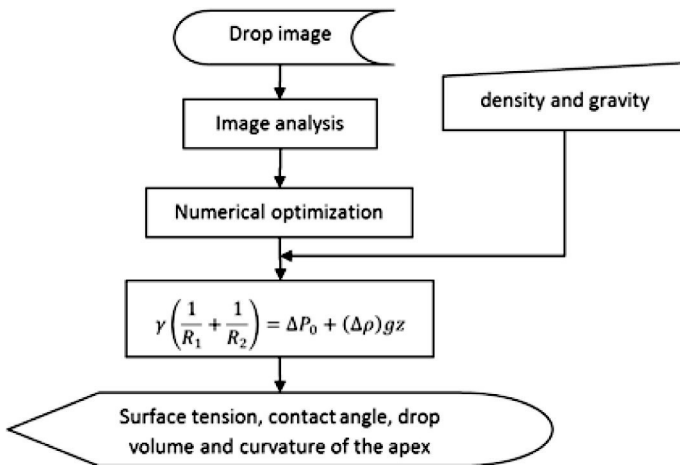 Drop image
density and gravity
Image analysis
Numerical optimization
γ(1/R₁ + 1/R₂) = ΔP₀ + (Δρ)gz
Surface tension, contact angle, drop
volume and curvature of the apex